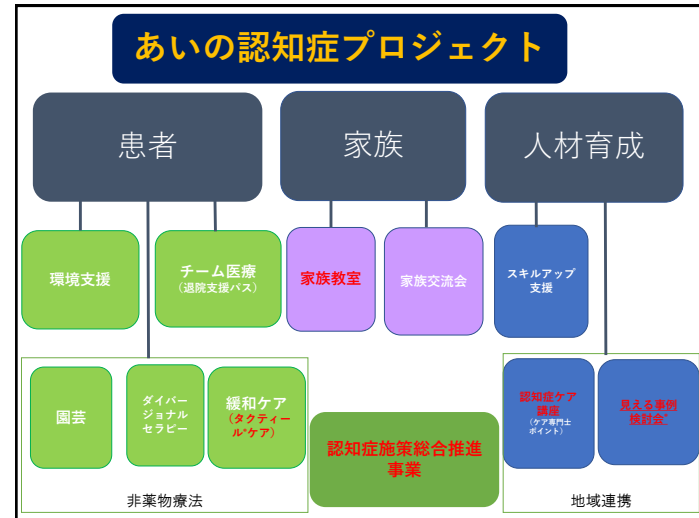 あいの認知症プロジェクト
患者
家族
人材育成
環境支援
チーム医療
（退院支援パス）
家族教室
家族交流会
スキルアップ
支援
園芸
ダイバー
ジョナル
セラピー
緩和ケア
（タクティー
ル®ケア）
非薬物療法
認知症施策総合推進
事業
認知症ケア
講座
（ケア専門士
ポイント）
見える事例
検討会®
地域連携